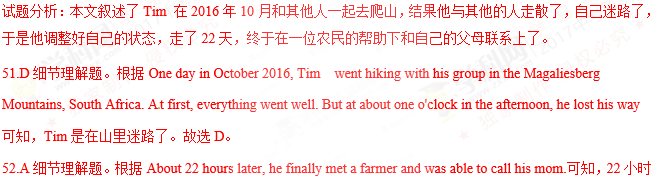 试题分析：本文叙述了 Tim 在 2016 年 10 月和其他人一起去爬山，结果他与其他的人走散了，自己迷路了，
于是他调整好自己的状态，走了 22 天，终于在一位农民的帮助下和自己的父母联系上了。
51.D 细节理解题。根据 One day in October 2016, Tim went hiking with his group in the Magaliesberg
Mountains, South Africa. At first, everything went well. But at about one o'clock in the afternoon, he lost his way
可知，Tim 是在山里迷路了。故选 D。
52.A 细节理解题。根据 About 22 hours later, he finally met a farmer and was able to call his mom.可知，22 小时